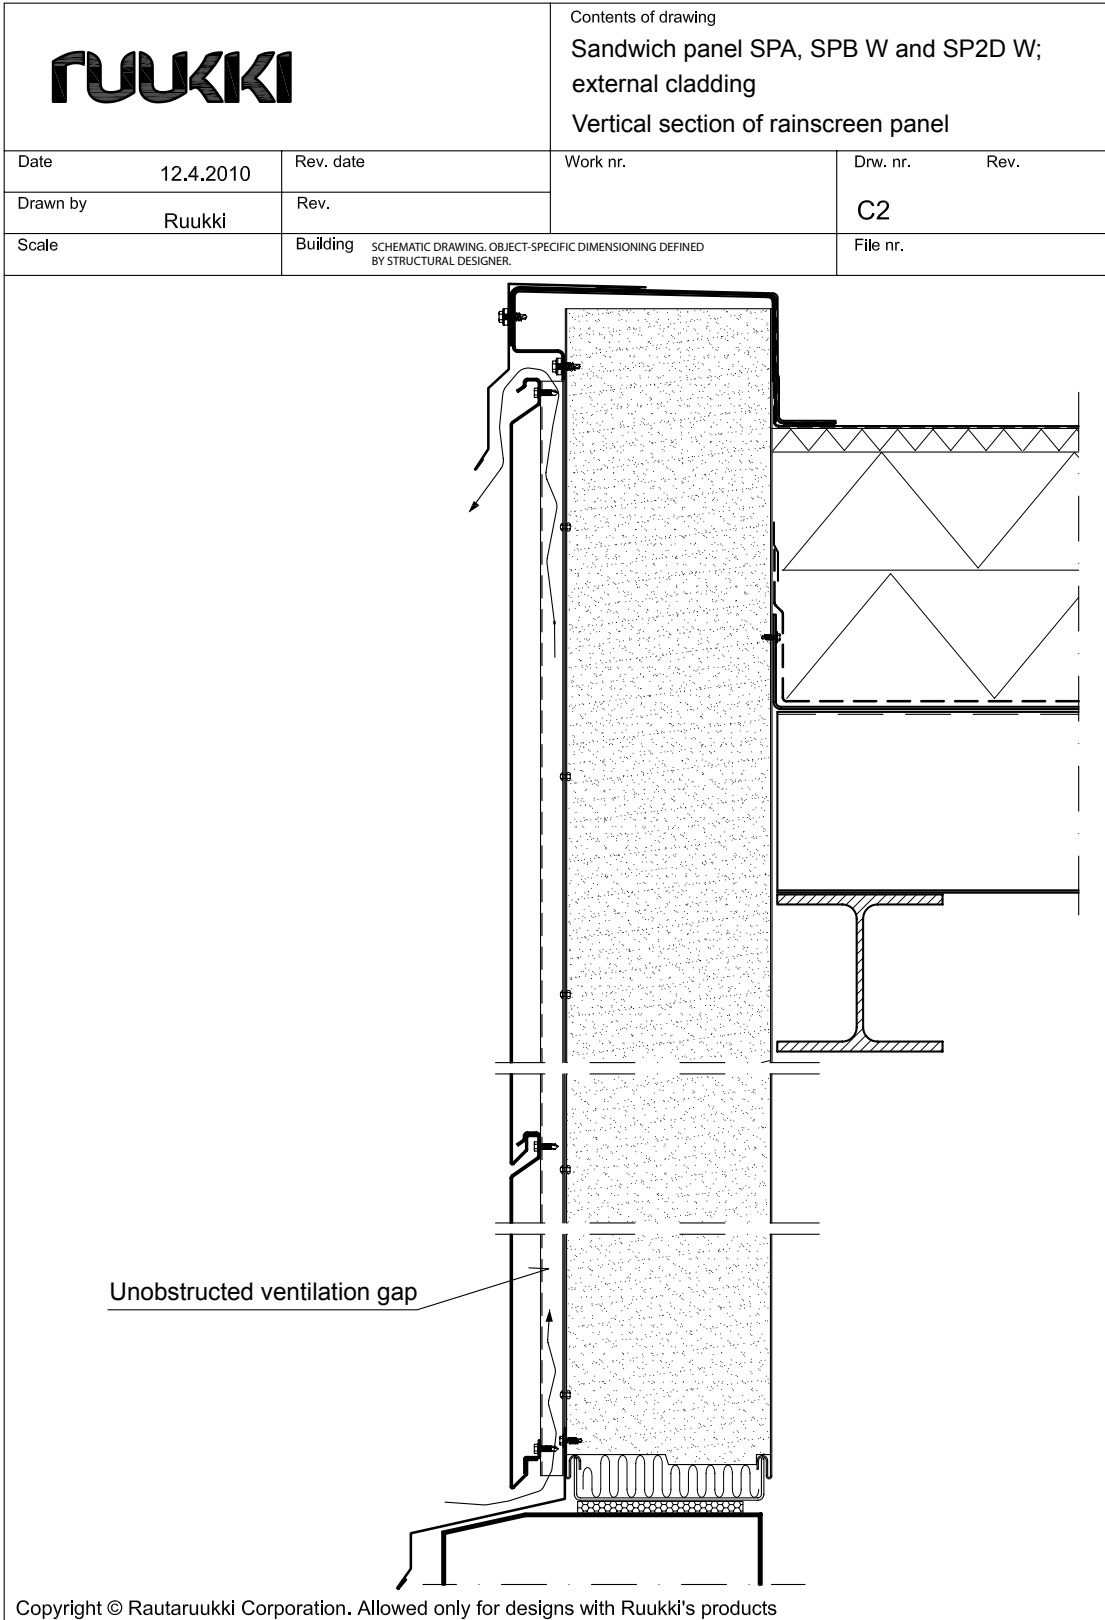 ruukki
Contents of drawing
Sandwich panel SPA, SPB W and SP2D W;
external cladding
Vertical section of rainscreen panel
Date 12.4.2010
Rev. date
Work nr.
Drw. nr. Rev.
C2
Drawn by Ruukki
Rev.
Scale
Building SCHEMATIC DRAWING. OBJECT-SPECIFIC DIMENSIONING DEFINED
BY STRUCTURAL DESIGNER.
File nr.
Unobstructed ventilation gap
Copyright © Rautaruukki Corporation. Allowed only for designs with Ruukki's products